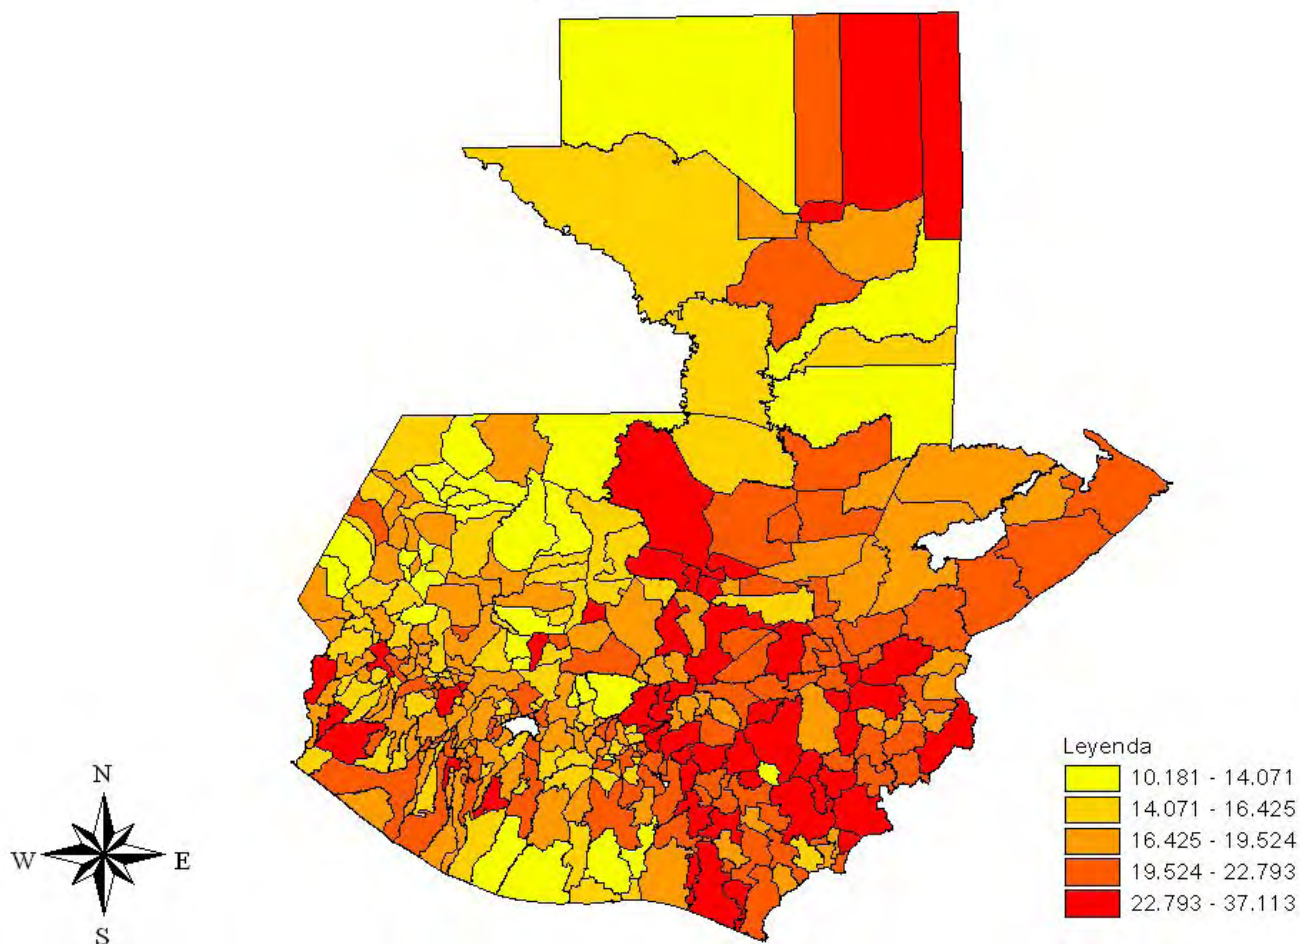 Leyenda
10.181 - 14.071
14.071 - 16.425
16.425 - 19.524
19.524 - 22.793
22.793 - 37.113
N
W
E
S